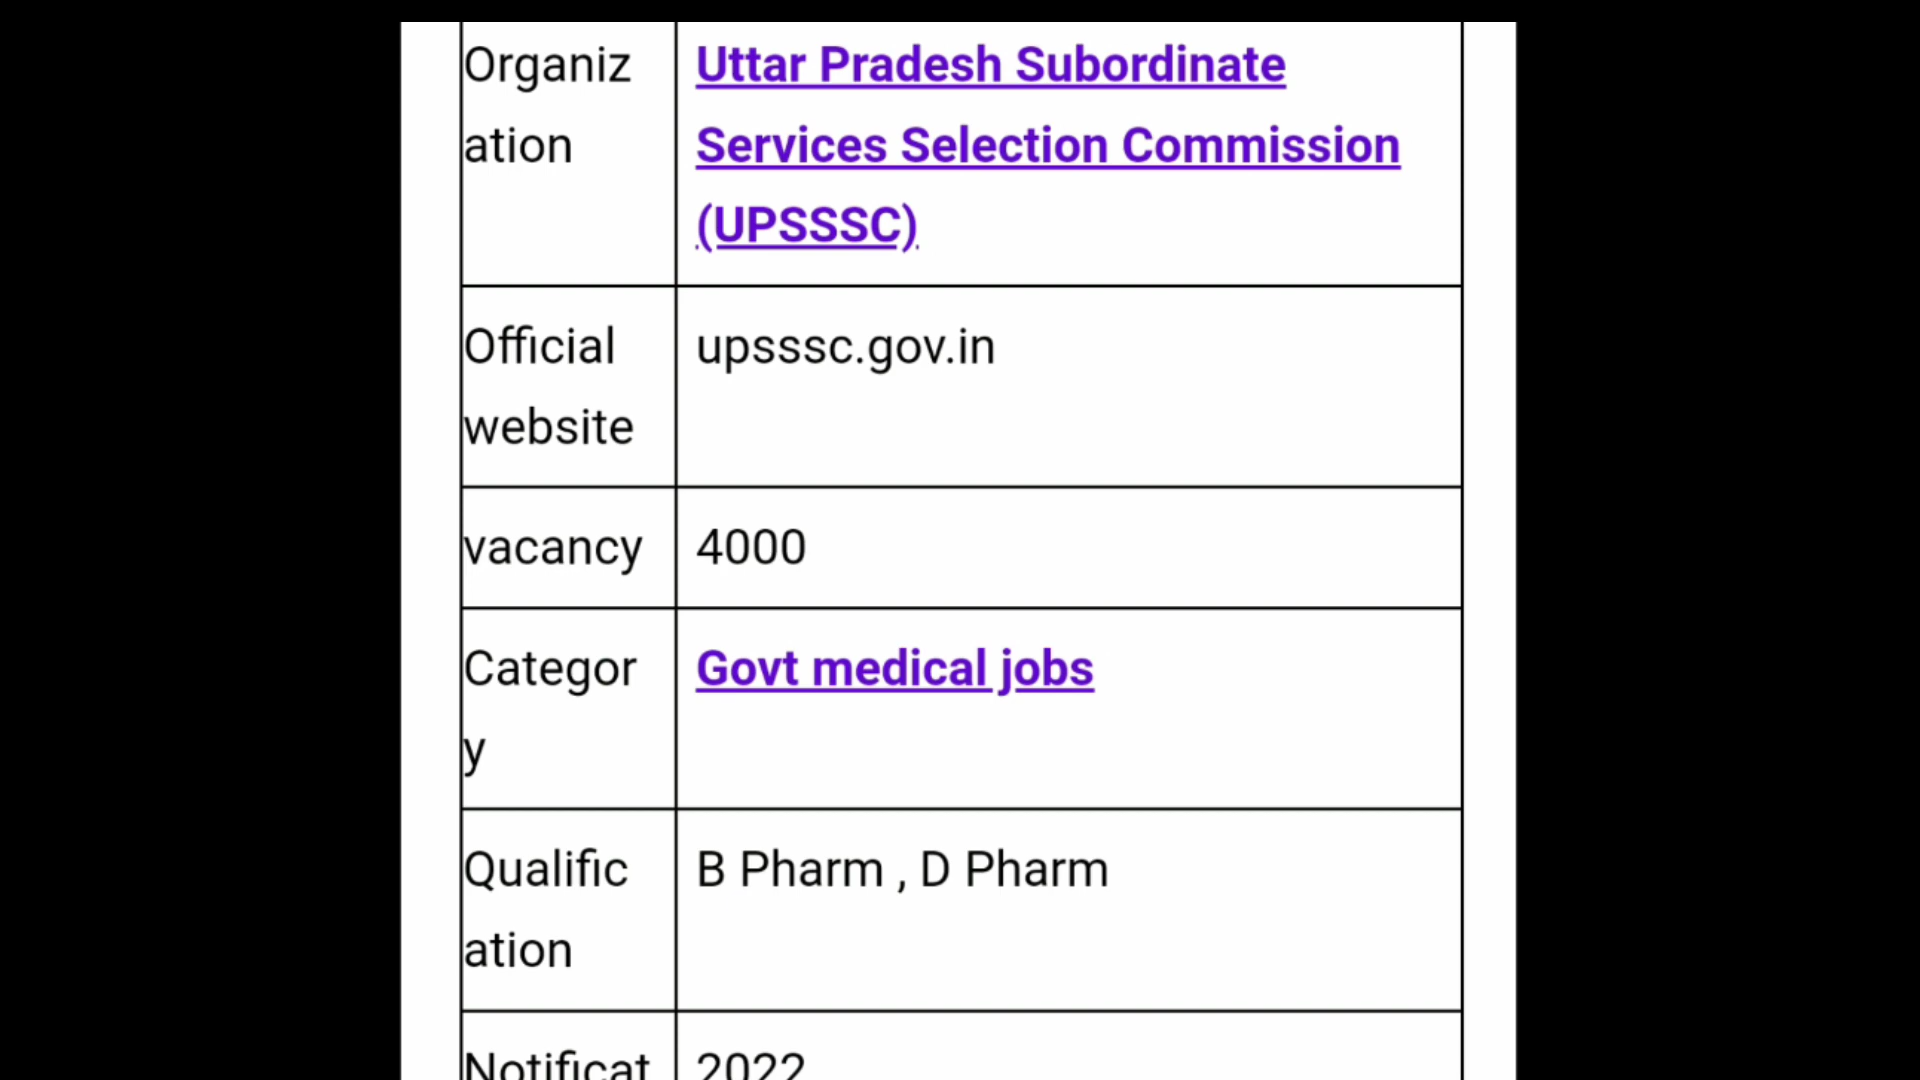 Organiz
ation
Uttar Pradesh Subordinate
Services Selection Commission
(UPSSSC)
Official
website
upsssc.gov.in
vacancy
4000
Categor
y
Govt medical jobs
Qualific
ation
B Pharm , D Pharm
Notificat
2022